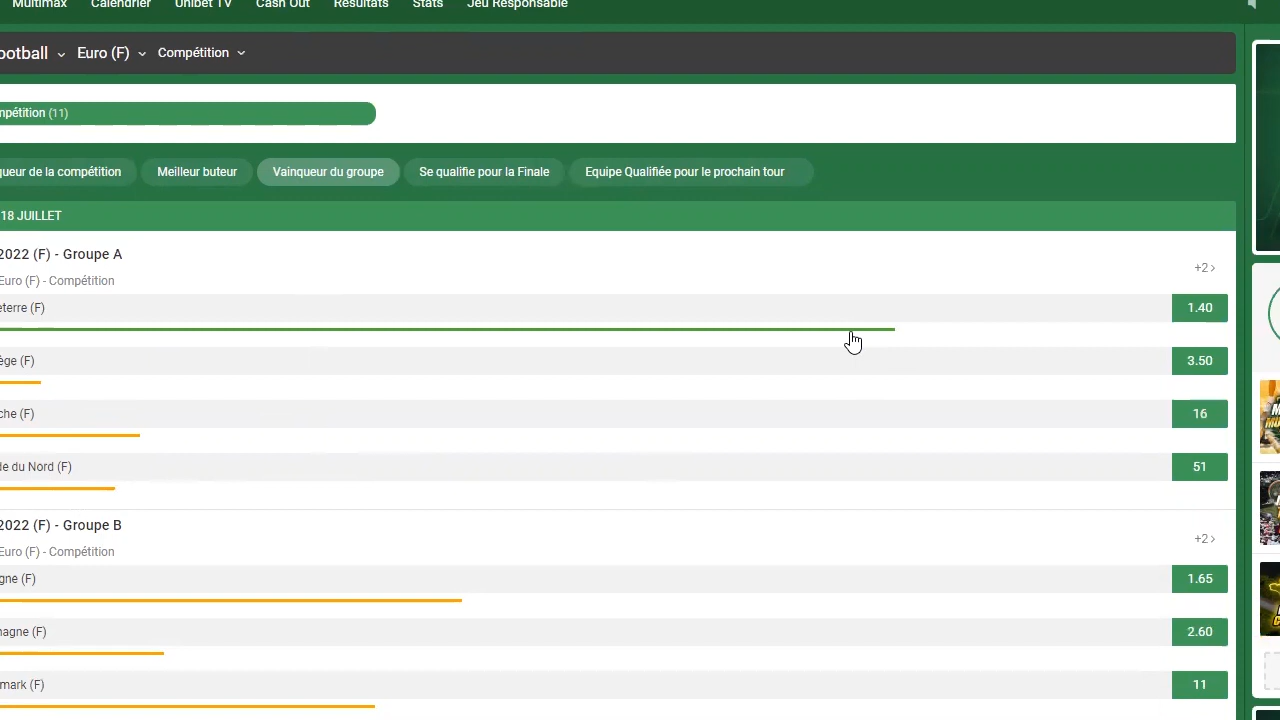 Multimax Calendrier Unibet TV Cash Out Résultats Stats Jeu Responsable
ootball Euro (F) Compétition
mpétition (11)
queur de la compétition Meilleur buteur Vainqueur du groupe Se qualifie pour la Finale Equipe Qualifiée pour le prochain tour
18 JUILLET
2022 (F) - Groupe A
Euro (F) - Compétition +2
eterre (F) 1.40
ège (F) 3.50
che (F) 16
de du Nord (F) 51
2022 (F) - Groupe B
Euro (F) - Compétition +2
gne (F) 1.65
magne (F) 2.60
mark (F) 11